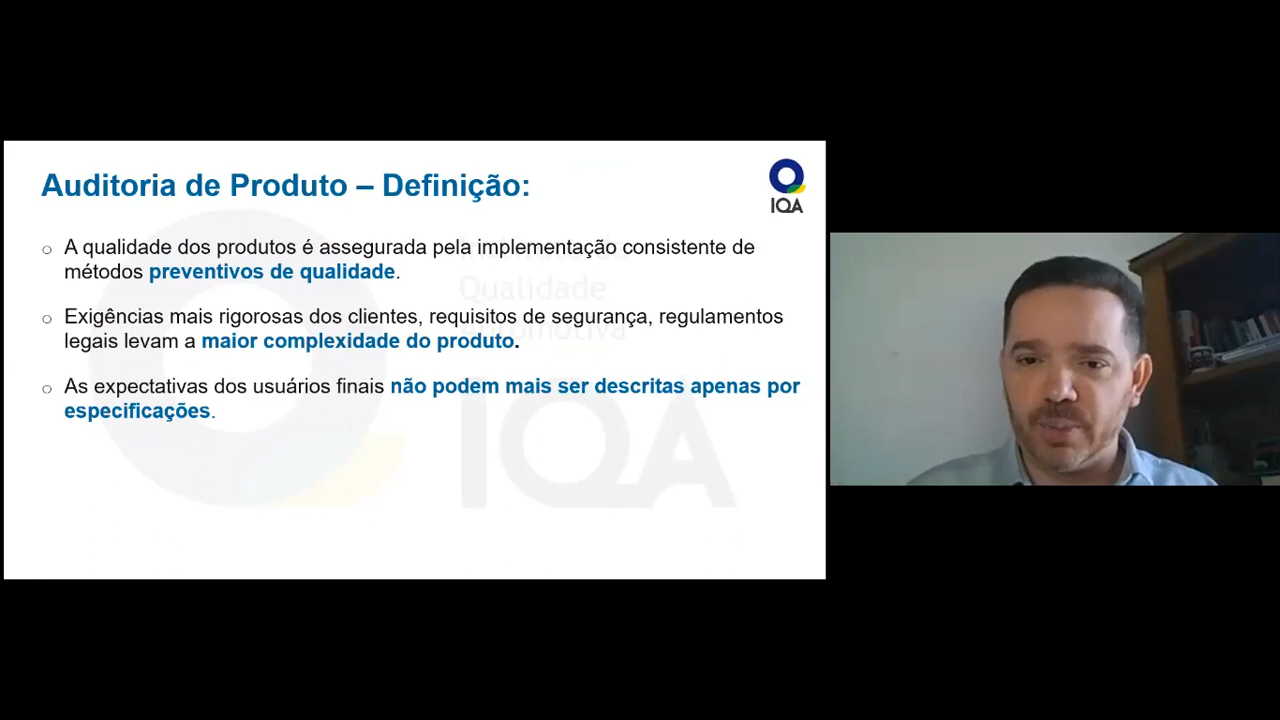 Auditoria de Produto – Definição:
IQA
○ A qualidade dos produtos é assegurada pela implementação consistente de
métodos preventivos de qualidade.
Qualidade
○ Exigências mais rigorosas dos clientes, requisitos de segurança, regulamentos
legais levam a maior complexidade do produto.
○ As expectativas dos usuários finais não podem mais ser descritas apenas por
especificações.
IQA